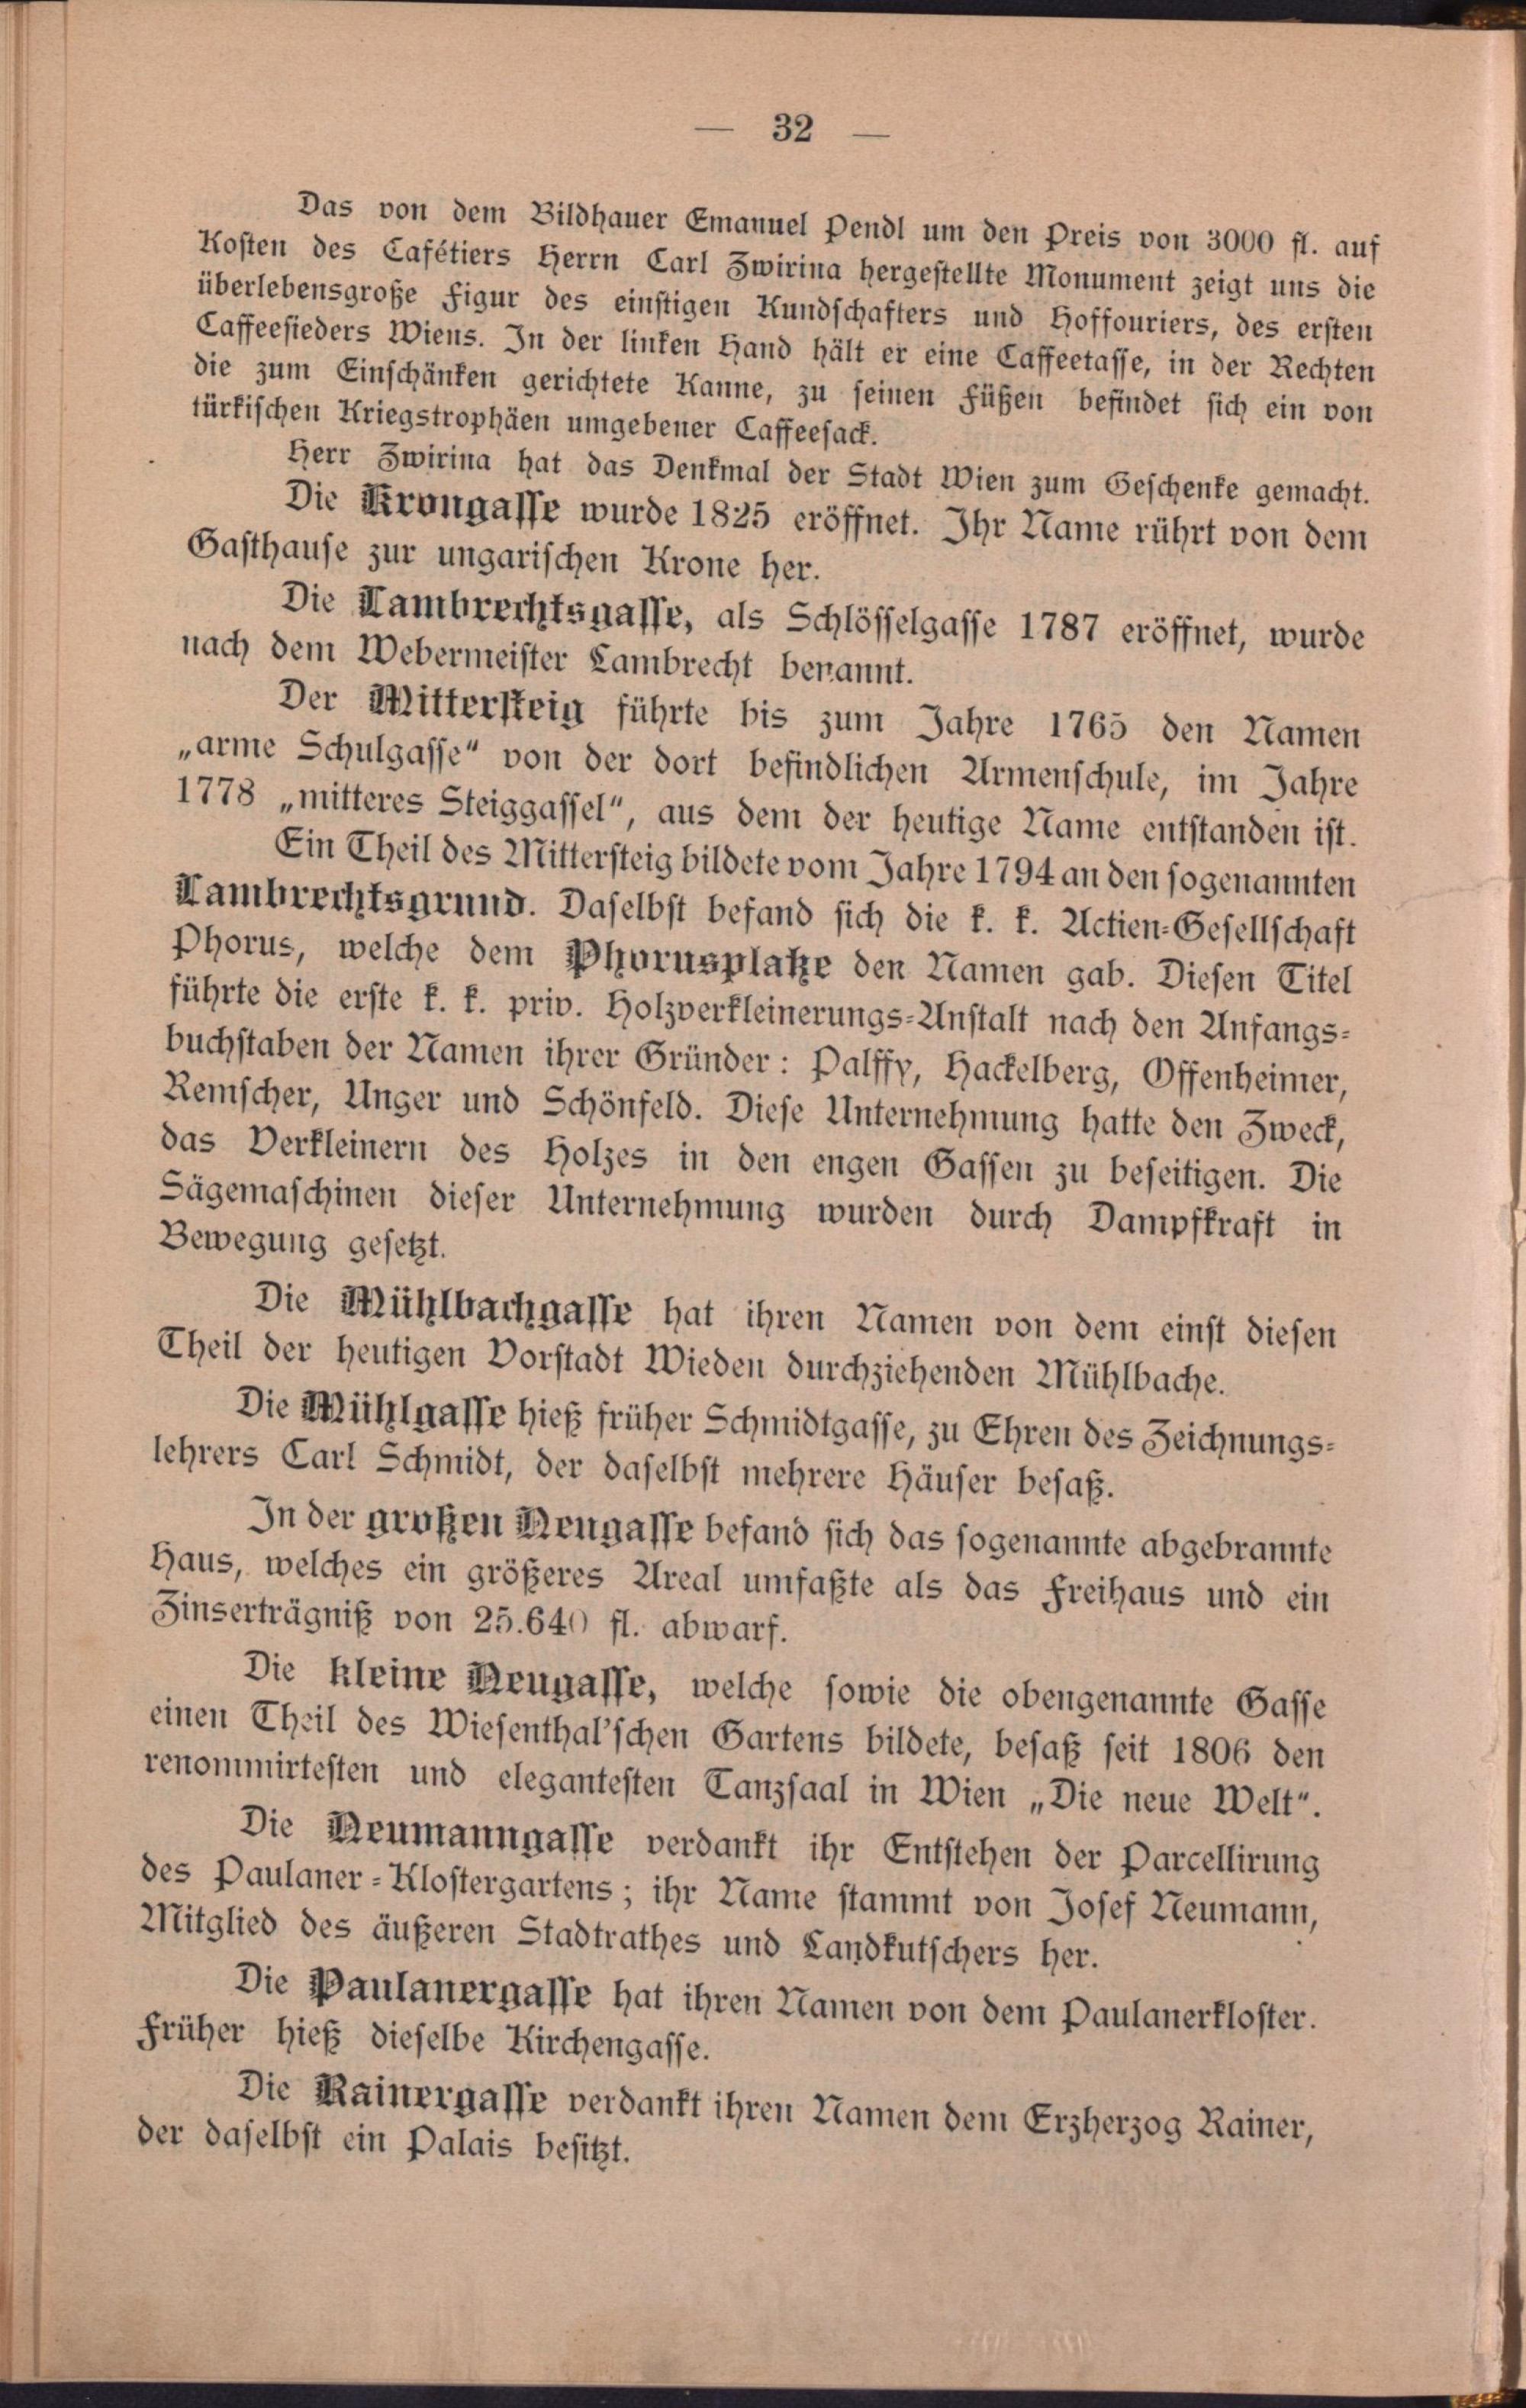 — 32 —
Das von dem Bildhauer Emanuel Pendl um den Preis von 3000 fl. auf
Kosten des Cafétiers Herrn Carl Zwirina hergestellte Monument zeigt uns die
überlebensgroße Figur des einstigen Kundschafters und Hoffouriers, des ersten
Caffeesieders Wiens. In der linken Hand hält er eine Caffeetasse, in der Rechten
die zum Einschänken gerichtete Kanne, zu seinen Füßen befindet sich ein von
türkischen Kriegstrophäen umgebener Caffeesack.
Herr Zwirina hat das Denkmal der Stadt Wien zum Geschenke gemacht.
Die Krongasse wurde 1825 eröffnet. Ihr Name rührt von dem
Gasthause zur ungarischen Krone her.
Die Lambrechtsgasse, als Schlösselgasse 1787 eröffnet, wurde
nach dem Webermeister Lambrecht benannt.
Der Mittersteig führte bis zum Jahre 1765 den Namen
„arme Schulgasse“ von der dort befindlichen Armenschule, im Jahre
1778 „mitteres Steiggassel“, aus dem der heutige Name entstanden ist.
Ein Theil des Mittersteig bildete vom Jahre 1794 an den sogenannten
Lambrechtsgrund. Daselbst befand sich die k. k. Actien-Gesellschaft
Phorus, welche dem Phorusplatze den Namen gab. Diesen Titel
führte die erste k. k. priv. Holzverkleinerungs-Anstalt nach den Anfangs-
buchstaben der Namen ihrer Gründer: Palffy, Hackelberg, Offenheimer,
Remscher, Unger und Schönfeld. Diese Unternehmung hatte den Zweck,
das Verkleinern des Holzes in den engen Gassen zu beseitigen. Die
Sägemaschinen dieser Unternehmung wurden durch Dampfkraft in
Bewegung gesetzt.
Die Mühlbachgasse hat ihren Namen von dem einst diesen
Theil der heutigen Vorstadt Wieden durchziehenden Mühlbache.
Die Mühlgasse hieß früher Schmidtgasse, zu Ehren des Zeichnungs-
lehrers Carl Schmidt, der daselbst mehrere Häuser besaß.
In der großen Neugasse befand sich das sogenannte abgebrannte
Haus, welches ein größeres Areal umfaßte als das Freihaus und ein
Zinserträgniß von 25.640 fl. abwarf.
Die kleine Neugasse, welche sowie die obengenannte Gasse
einen Theil des Wiesenthal’schen Gartens bildete, besaß seit 1806 den
renommirtesten und elegantesten Tanzsaal in Wien „Die neue Welt“.
Die Neumanngasse verdankt ihr Entstehen der Parcellirung
des Paulaner-Klostergartens; ihr Name stammt von Josef Neumann,
Mitglied des äußeren Stadtrathes und Landkutschers her.
Die Paulanergasse hat ihren Namen von dem Paulanerkloster.
Früher hieß dieselbe Kirchengasse.
Die Rainergasse verdankt ihren Namen dem Erzherzog Rainer,
der daselbst ein Palais besitzt.